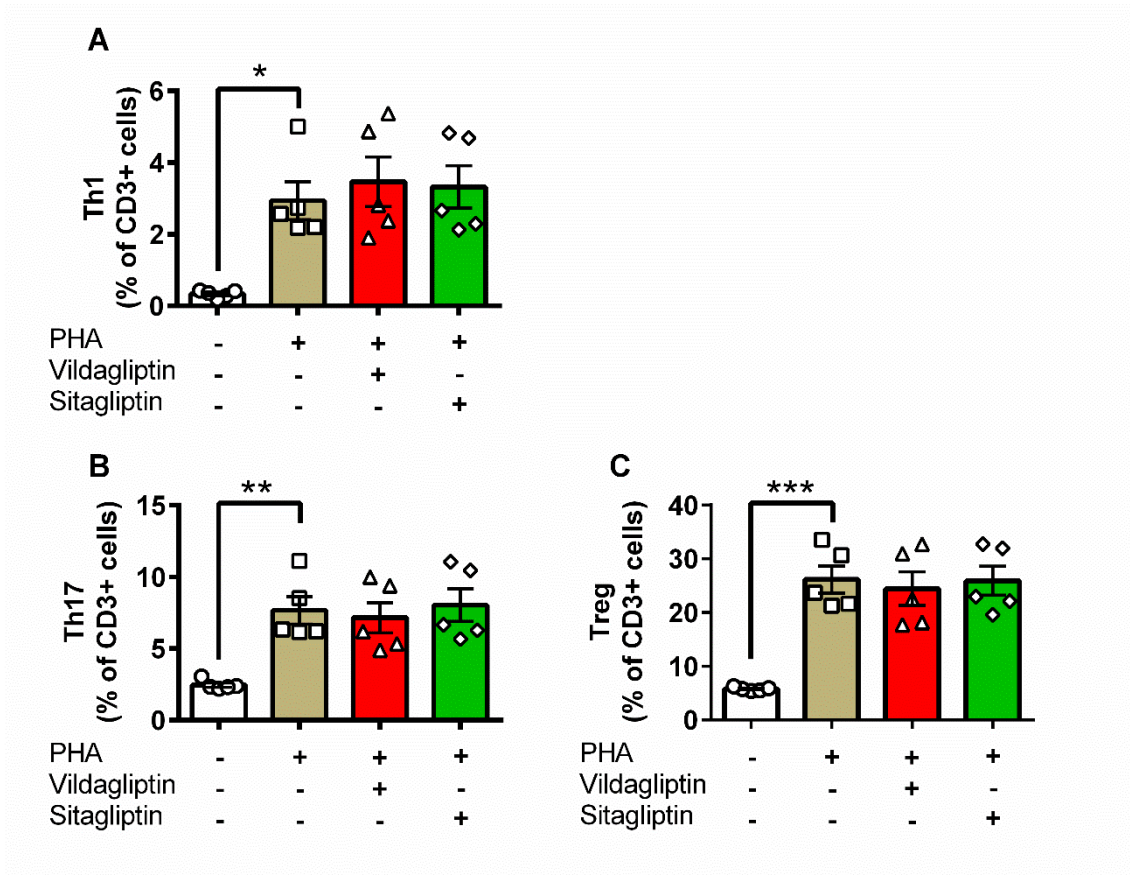 A
*
Th1
(% of CD3+ cells)
6
4
2
0
PHA - + + +
Vildagliptin - - + -
Sitagliptin - - - +
B
**
Th17
(% of CD3+ cells)
15
10
5
0
PHA - + + +
Vildagliptin - - + -
Sitagliptin - - - +
C
***
Treg
(% of CD3+ cells)
40
30
20
10
0
PHA - + + +
Vildagliptin - - + -
Sitagliptin - - - +